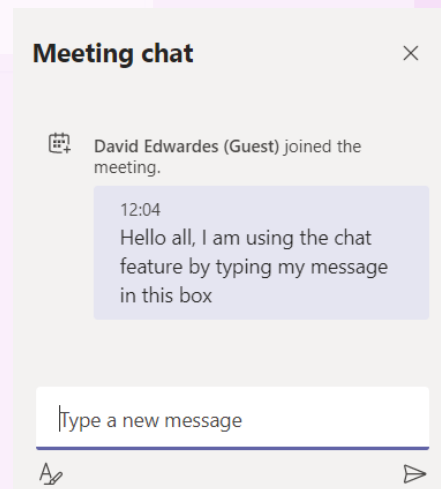 Meeting chat
David Edwardes (Guest) joined the
meeting.
12:04
Hello all, I am using the chat
feature by typing my message
in this box
Type a new message